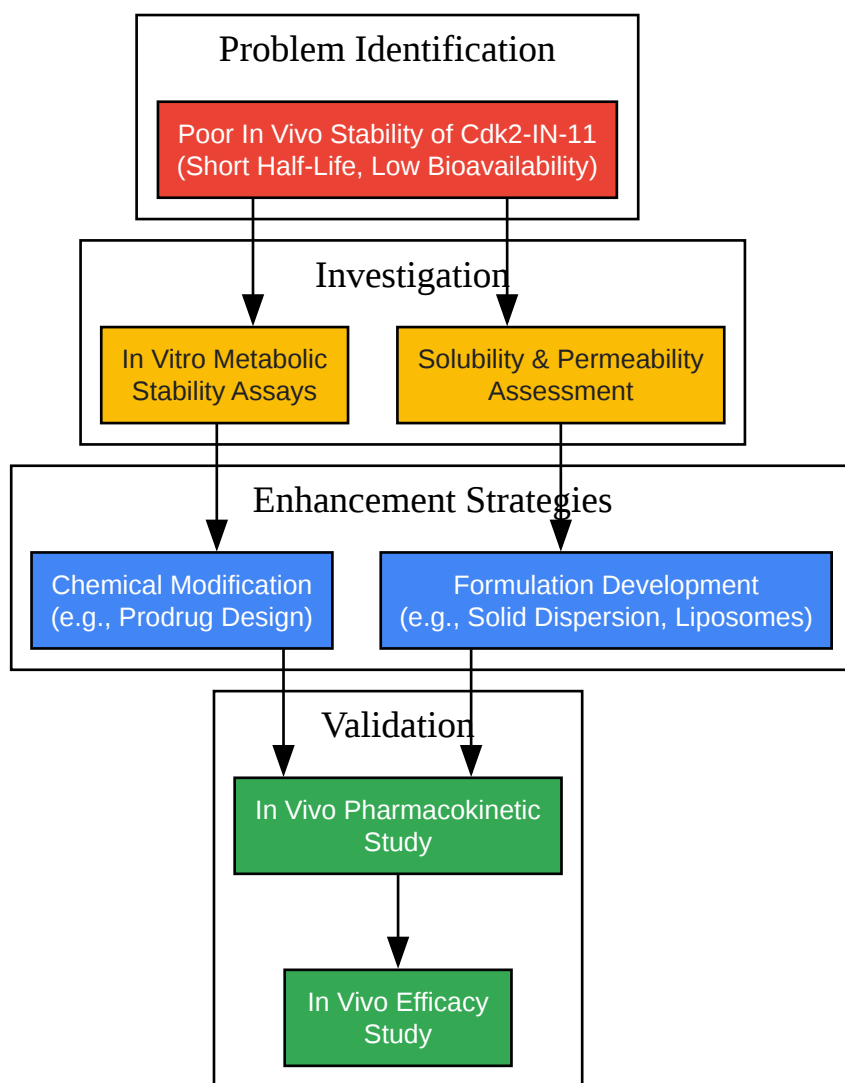 Problem Identification
Poor In Vivo Stability of Cdk2-IN-11
(Short Half-Life, Low Bioavailability)
Investigation
In Vitro Metabolic
Stability Assays
Solubility & Permeability
Assessment
Enhancement Strategies
Chemical Modification
(e.g., Prodrug Design)
Formulation Development
(e.g., Solid Dispersion, Liposomes)
Validation
In Vivo Pharmacokinetic
Study
In Vivo Efficacy
Study